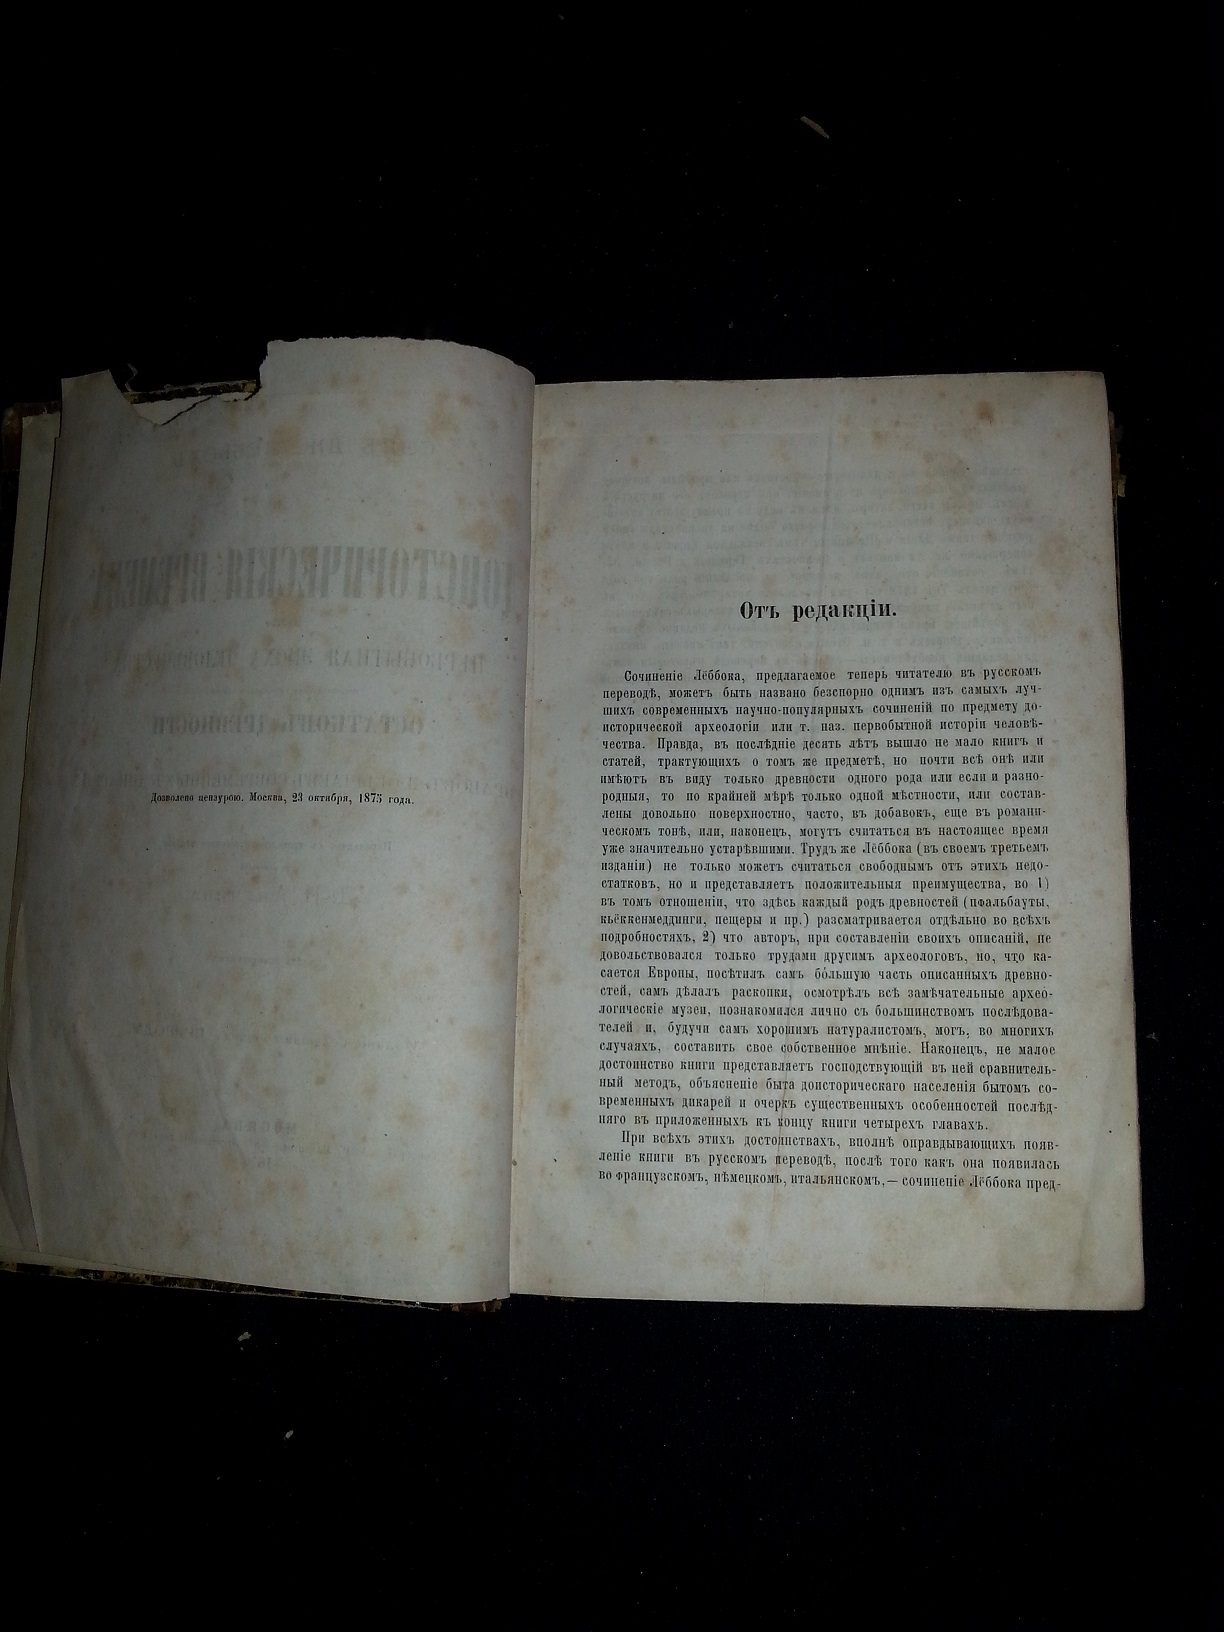 Дозволено цензурою. Москва, 23 октября, 1875 года.
Отъ редакціи.
Сочиненіе Лёббока, предлагаемое теперь читателю въ русскомъ
переводѣ, можетъ быть названо безспорно однимъ изъ самыхъ луч-
шихъ современныхъ научно-популярныхъ сочиненій по предмету до-
исторической археологіи или т. наз. первобытной исторіи человѣ-
чества. Правда, въ послѣдніе десять лѣтъ вышло не мало книгъ и
статей, трактующихъ о томъ же предметѣ, но почти всѣ онѣ или
имѣютъ въ виду только древности одного рода или если и разно-
родныя, то по крайней мѣрѣ только одной мѣстности, или состав-
лены довольно поверхностно, часто, въ добавокъ, еще въ романи-
ческомъ тонѣ, или, наконецъ, могутъ считаться въ настоящее время
уже значительно устарѣвшими. Трудъ же Лёббока (въ своемъ третьемъ
изданіи) не только можетъ считаться свободнымъ отъ этихъ недо-
статковъ, но и представляетъ положительныя преимущества, во 1)
въ томъ отношеніи, что здѣсь каждый родъ древностей (пфальбауты,
кьёккенмеддинги, пещеры и пр.) разсматривается отдѣльно во всѣхъ
подробностяхъ, 2) что авторъ, при составленіи своихъ описаній, не
довольствовался только трудами другимъ археологовъ, но, что ка-
сается Европы, посѣтилъ самъ бо́льшую часть описанныхъ древно-
стей, самъ дѣлалъ раскопки, осмотрѣлъ всѣ замѣчательные архео-
логическіе музеи, познакомился лично съ большинствомъ послѣдова-
телей и, будучи самъ хорошимъ натуралистомъ, могъ, во многихъ
случаяхъ, составить свое собственное мнѣніе. Наконецъ, не малое
достоинство книги представляетъ господствующій въ ней сравнитель-
ный методъ, объясненіе быта доисторическаго населенія бытомъ со-
временныхъ дикарей и очеркъ существенныхъ особенностей послѣд-
няго въ приложенныхъ къ концу книги четырехъ главахъ.
При всѣхъ этихъ достоинствахъ, вполнѣ оправдывающихъ появ-
леніе книги въ русскомъ переводѣ, послѣ того какъ она появилась
во французскомъ, нѣмецкомъ, итальянскомъ,— сочиненіе Лёббока пред-